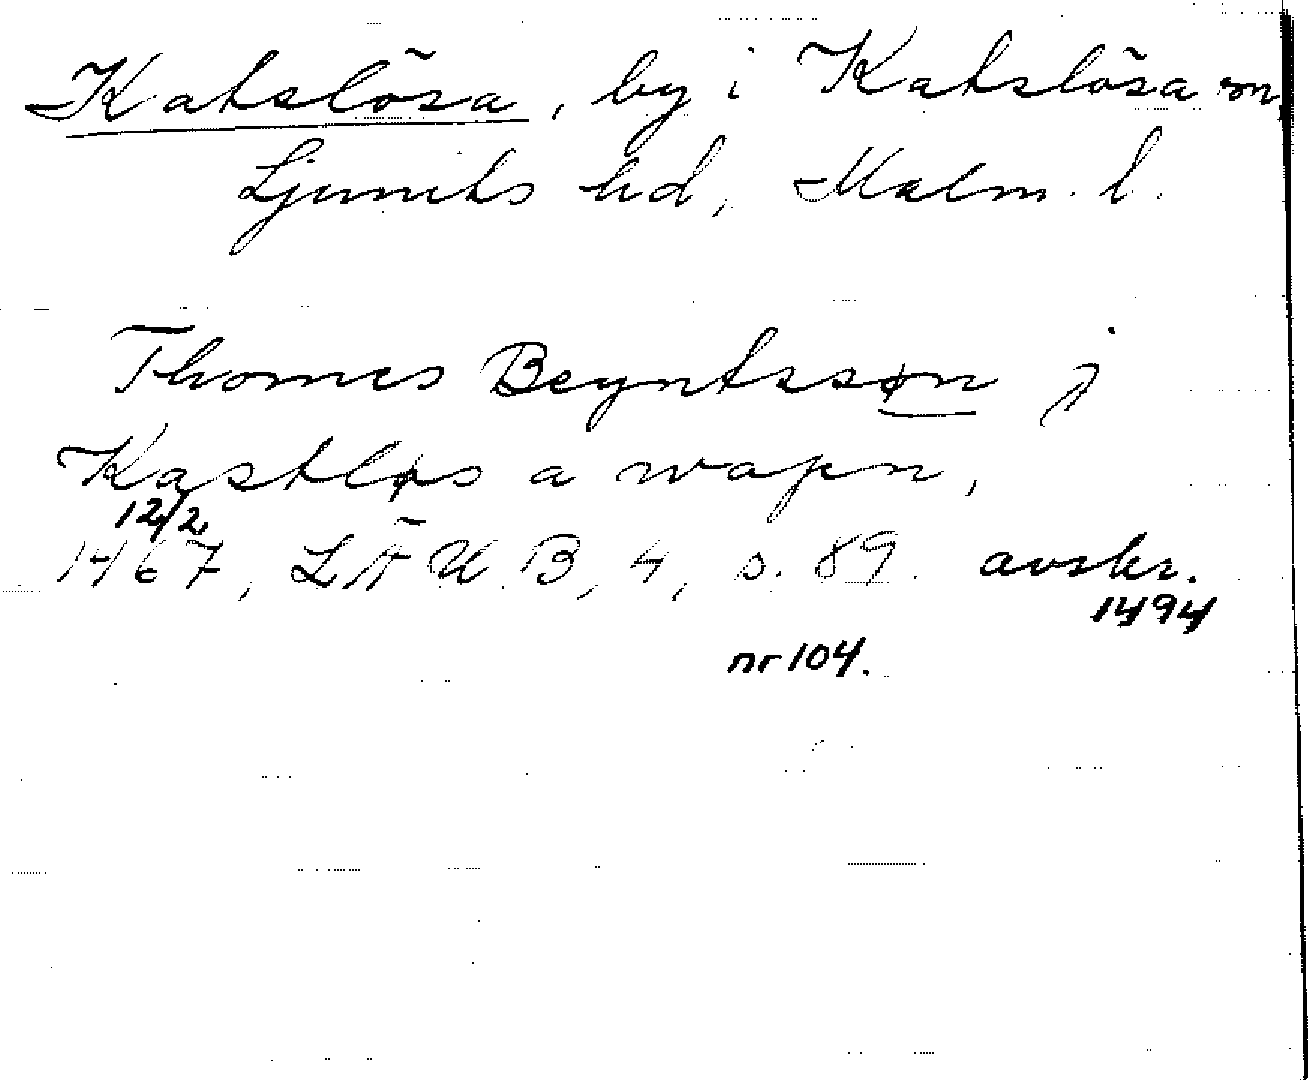 Katslösa, by i Katslösa sn,
Ljunits hd, Malm. l.
Thomes Beyntssøn j
Kastløs a wapn,
12/2
1467, LÄUB, 4, s. 89. avskr.
1494
nr 104.